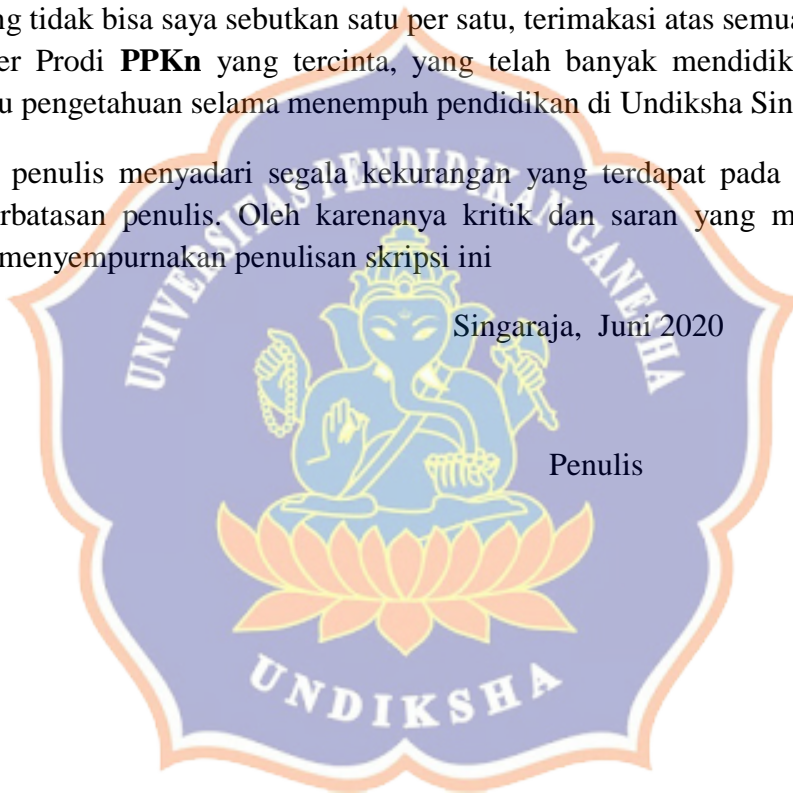 ng tidak bisa saya sebutkan satu per satu, terimakasi atas semua
er Prodi PPKn yang tercinta, yang telah banyak mendidik
u pengetahuan selama menempuh pendidikan di Undiksha Sin
penulis menyadari segala kekurangan yang terdapat pada
rbatasan penulis. Oleh karenanya kritik dan saran yang m
menyempurnakan penulisan skripsi ini
UNIVERSITAS PENDIDIKAN GANESHA
Singaraja, Juni 2020
Penulis
UNDIKSHA